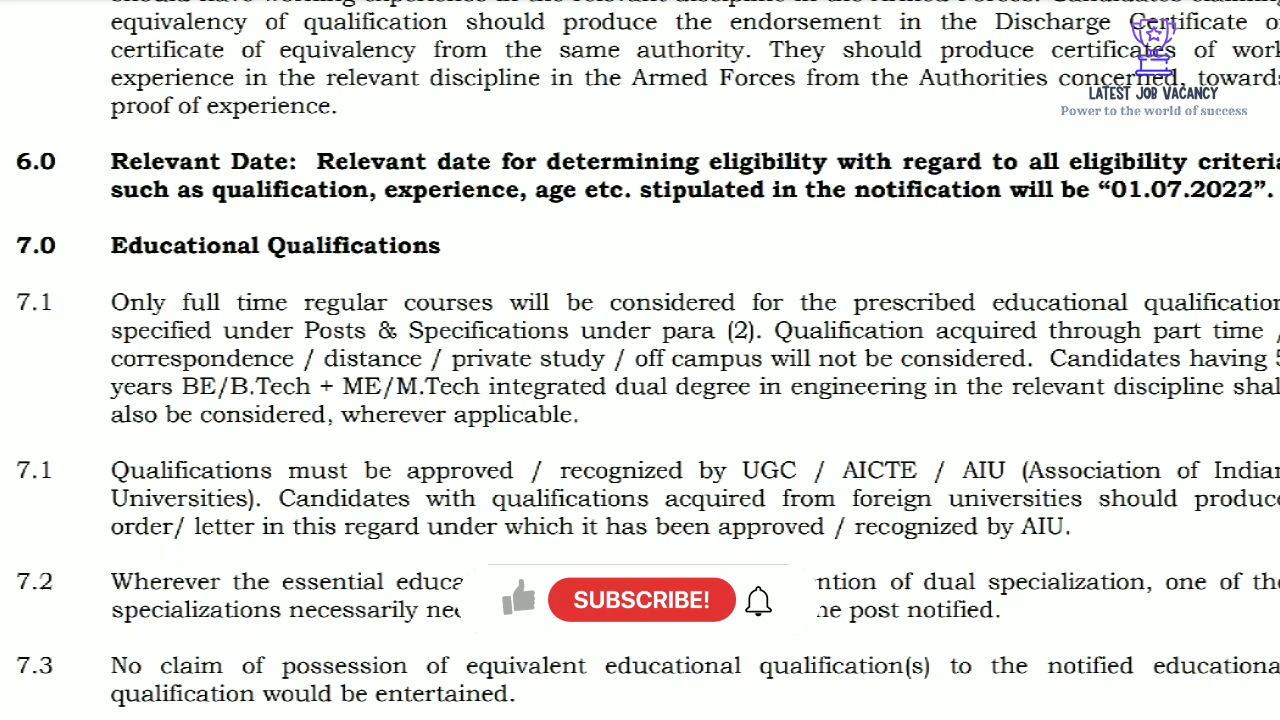 equivalency of qualification should produce the endorsement in the Discharge Certificate
certificate of equivalency from the same authority. They should produce certificates of work
experience in the relevant discipline in the Armed Forces from the Authorities concerned, towards
proof of experience.
LATEST JOB VACANCY
Power to the world of success
6.0 Relevant Date: Relevant date for determining eligibility with regard to all eligibility criteria
such as qualification, experience, age etc. stipulated in the notification will be “01.07.2022”.
7.0 Educational Qualifications
7.1 Only full time regular courses will be considered for the prescribed educational qualification
specified under Posts & Specifications under para (2). Qualification acquired through part time /
correspondence / distance / private study / off campus will not be considered. Candidates having 5
years BE/B.Tech + ME/M.Tech integrated dual degree in engineering in the relevant discipline shal
also be considered, wherever applicable.
7.1 Qualifications must be approved / recognized by UGC / AICTE / AIU (Association of Indian
Universities). Candidates with qualifications acquired from foreign universities should produce
order/ letter in this regard under which it has been approved / recognized by AIU.
7.2 Wherever the essential educa ntion of dual specialization, one of the
specializations necessarily ne he post notified.
SUBSCRIBE!
7.3 No claim of possession of equivalent educational qualification(s) to the notified educationa
qualification would be entertained.